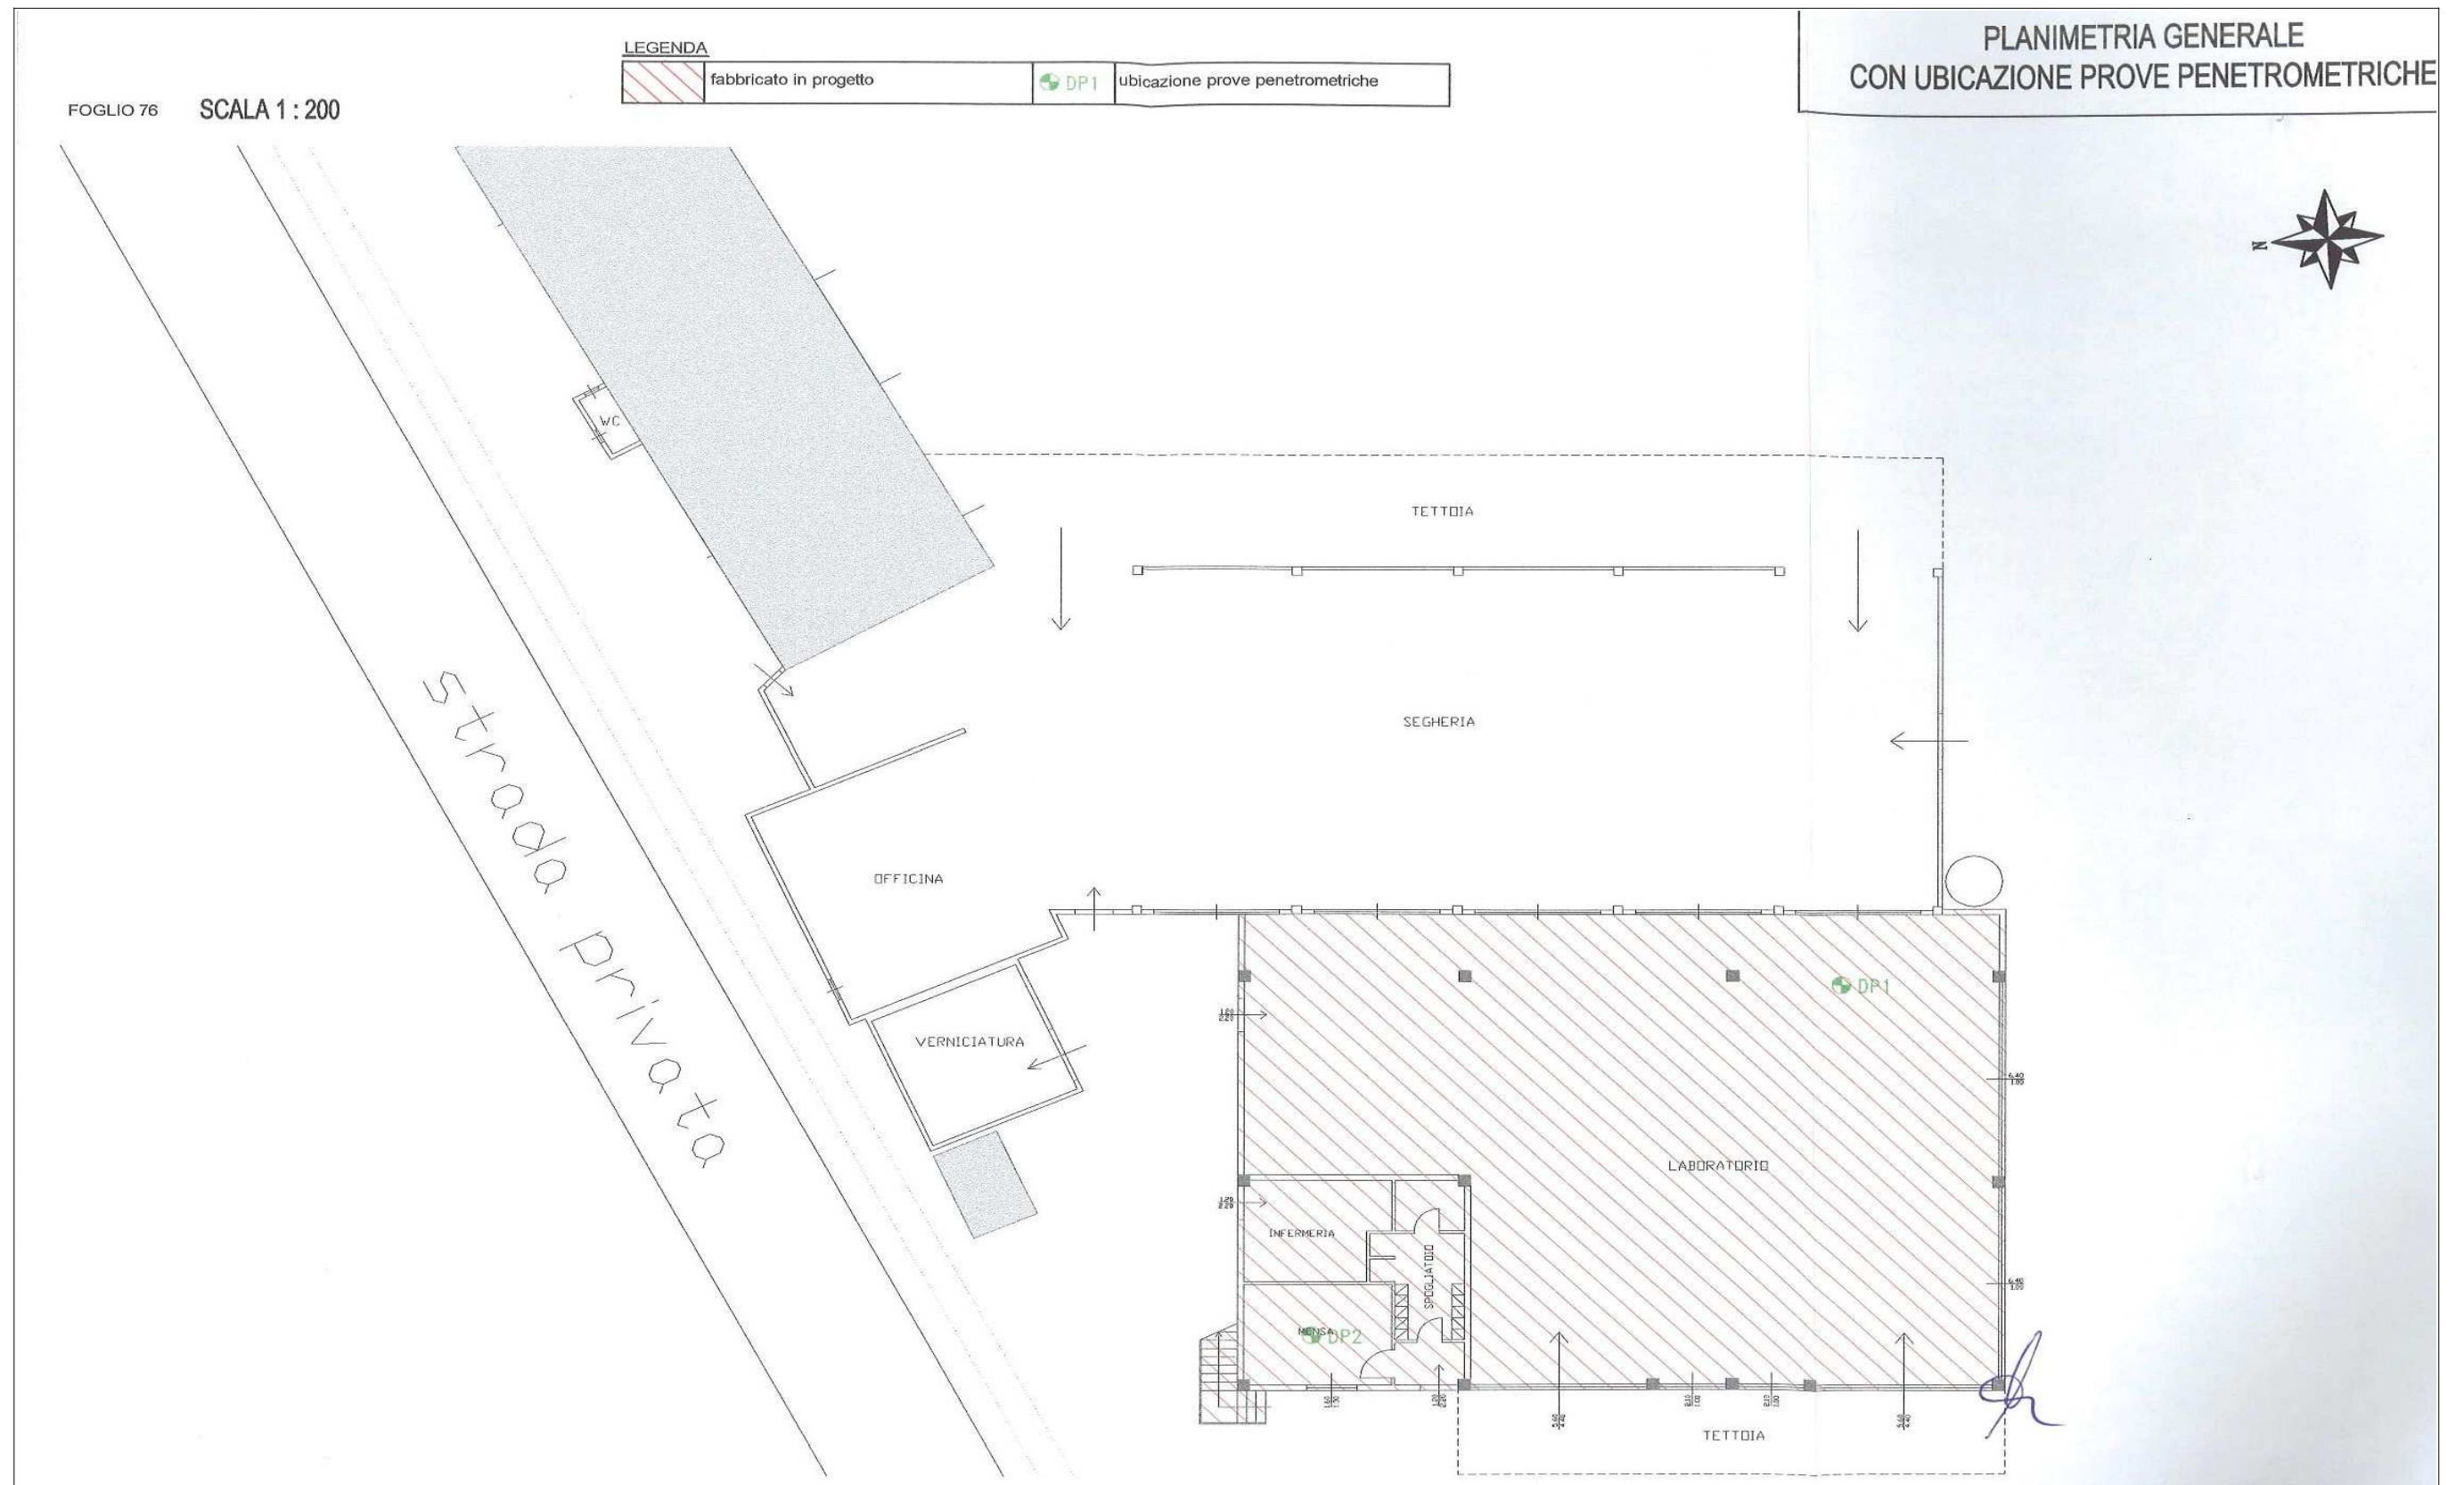 PLANIMETRIA GENERALE
CON UBICAZIONE PROVE PENETROMETRICHE
LEGENDA
fabbricato in progetto
DP1
ubicazione prove penetrometriche
FOGLIO 76
SCALA 1 : 200
N
WC
TETTOIA
SEGHERIA
strada privata
OFFICINA
VERNICIATURA
DP1
LABORATORIO
INFERMERIA
SPOGLIATOIO
MENSA
DP2
TETTOIA